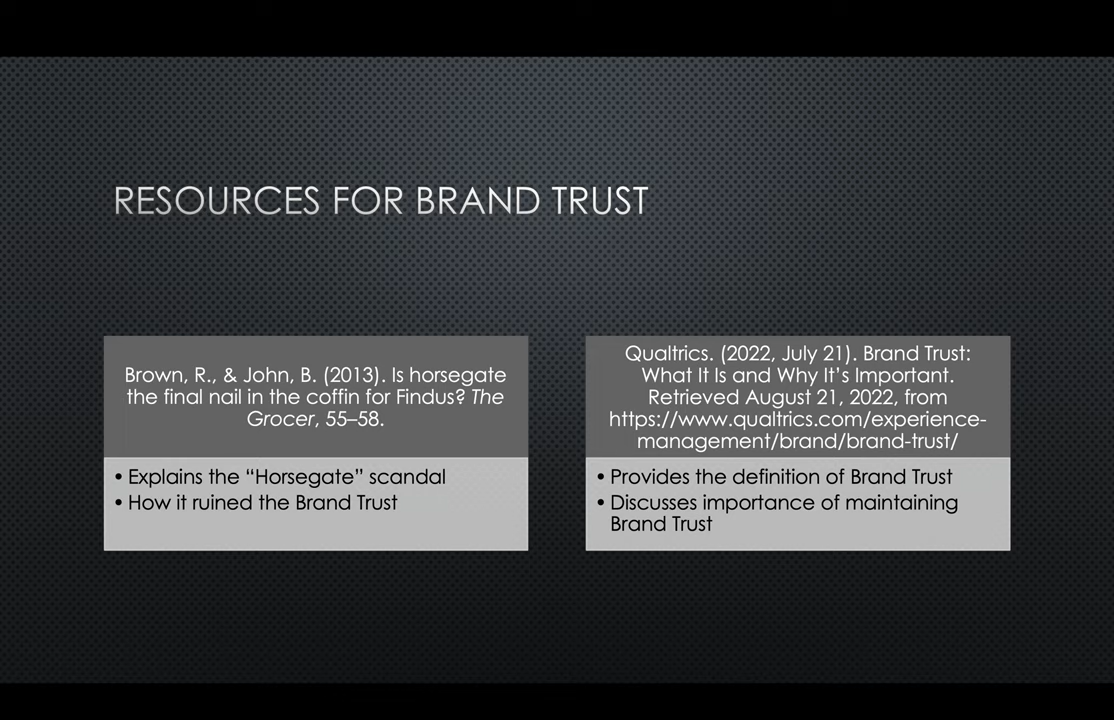 RESOURCES FOR BRAND TRUST
Brown, R., & John, B. (2013). Is horsegate
the final nail in the coffin for Findus? The
Grocer, 55–58.
• Explains the “Horsegate” scandal
• How it ruined the Brand Trust
Qualtrics. (2022, July 21). Brand Trust:
What It Is and Why It’s Important.
Retrieved August 21, 2022, from
https://www.qualtrics.com/experience-
management/brand/brand-trust/
• Provides the definition of Brand Trust
• Discusses importance of maintaining
Brand Trust